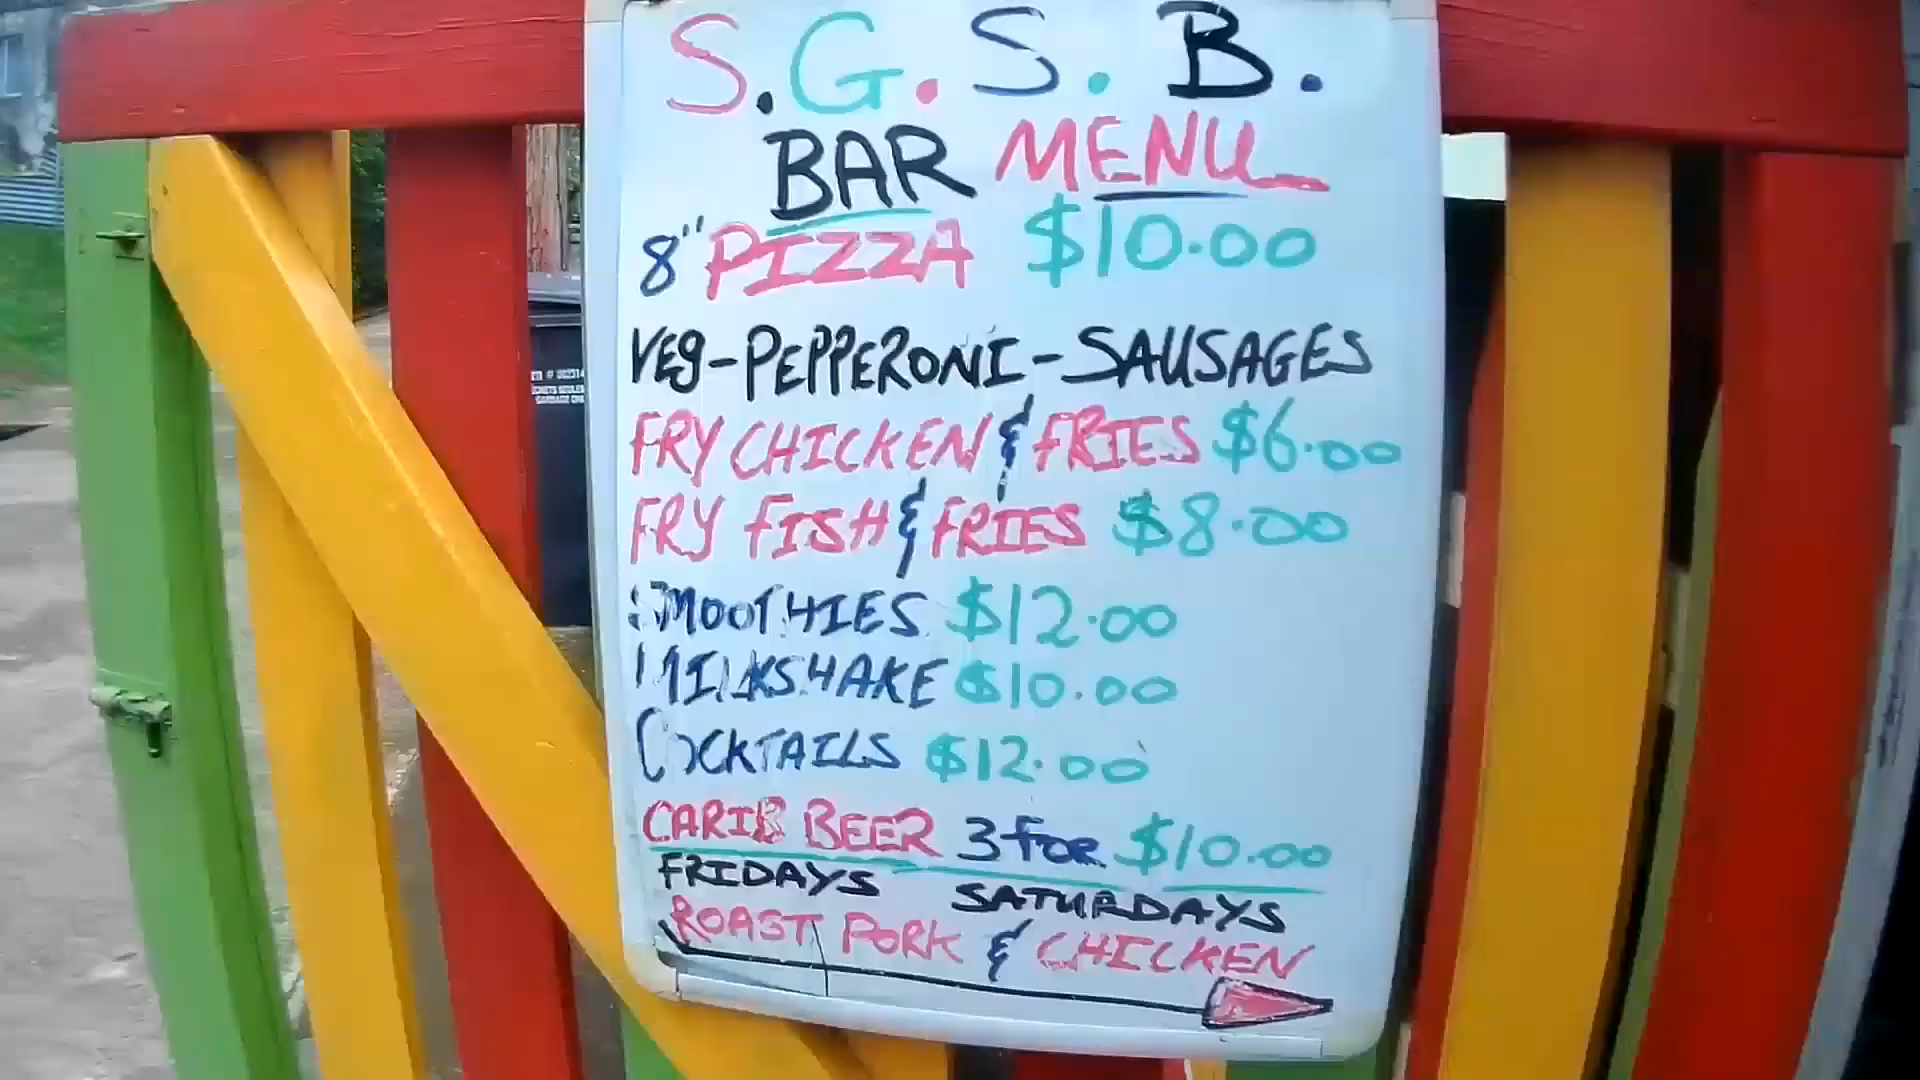 S.G.S.B.
BAR MENU
8" PIZZA $10.00
VEG-PEPPERONI-SAUSAGES
FRY CHICKEN & FRIES $6.00
FRY FISH & FRIES $8.00
SMOOTHIES $12.00
MILKSHAKE $10.00
COCKTAILS $12.00
CARIB BEER 3 FOR $10.00
FRIDAYS SATURDAYS
ROAST PORK & CHICKEN